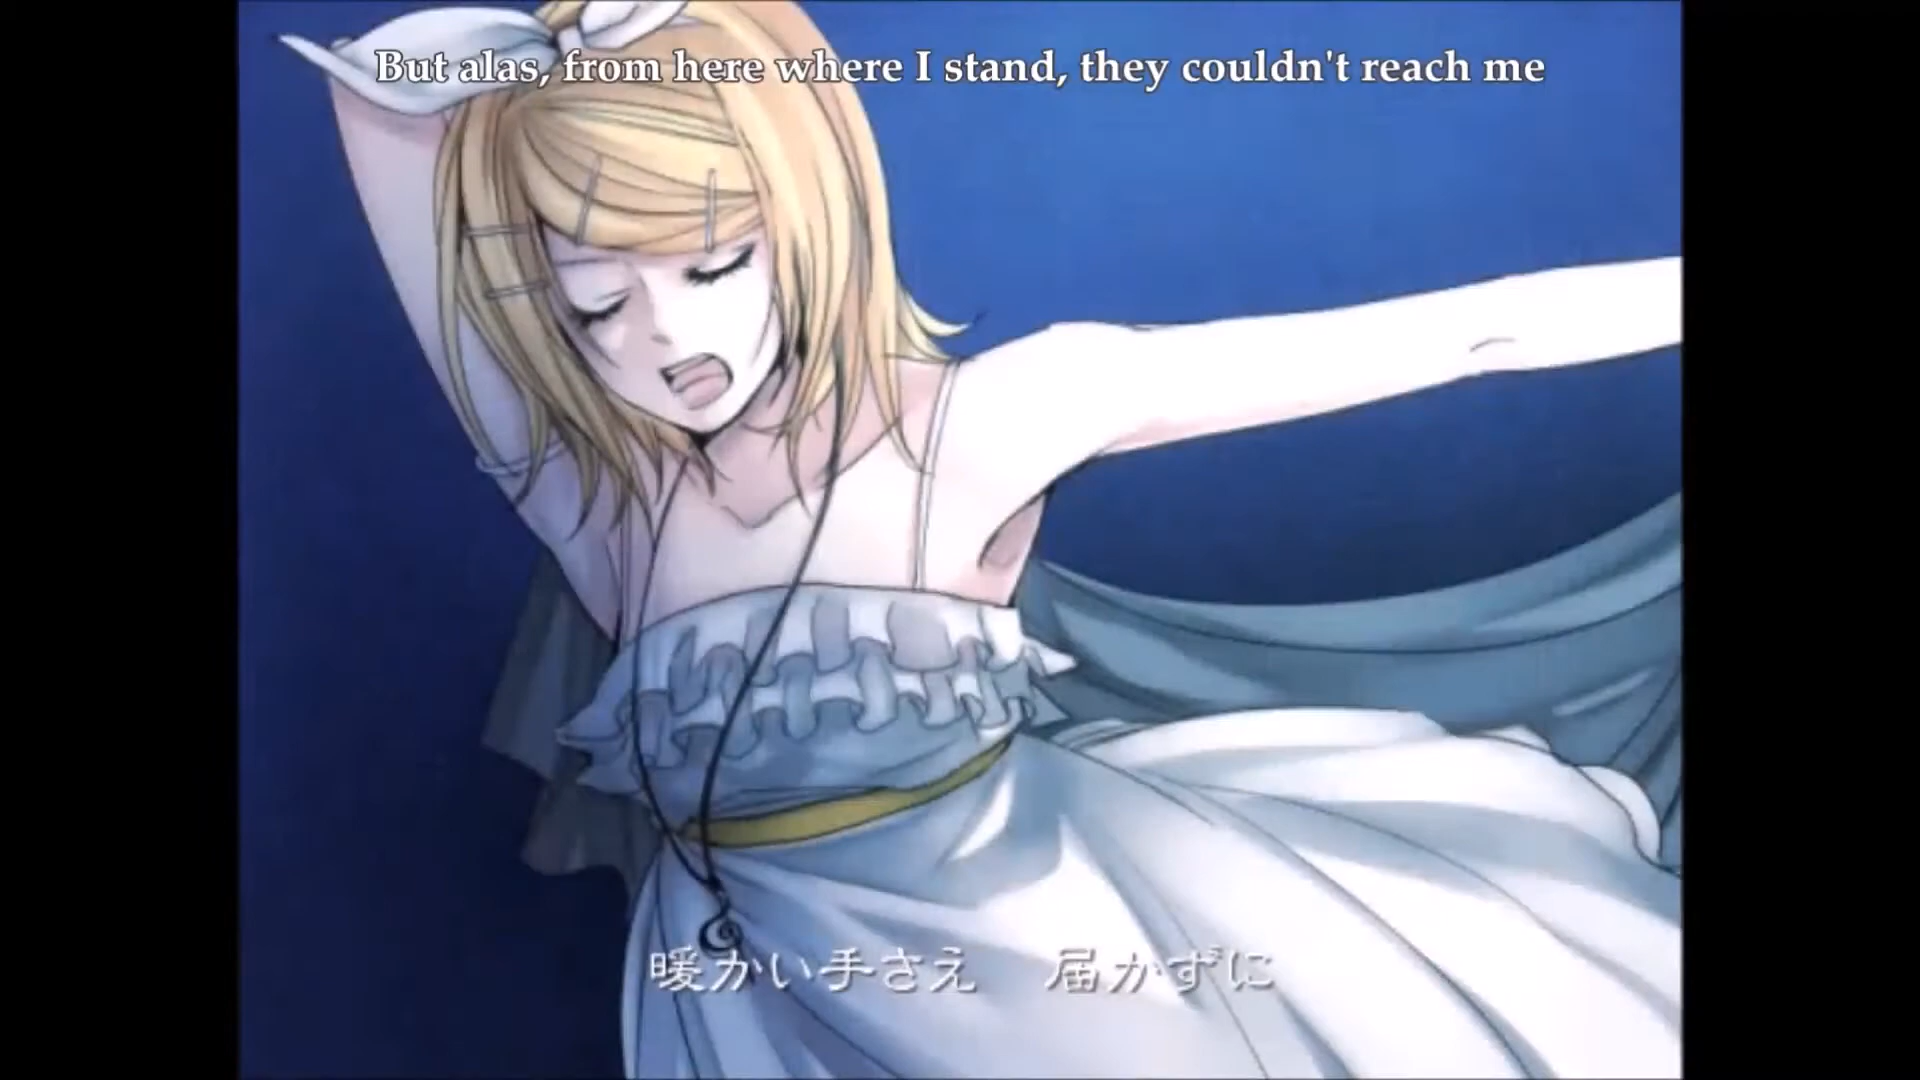 But alas, from here where I stand, they couldn't reach me
暖かい手さえ　届かずに